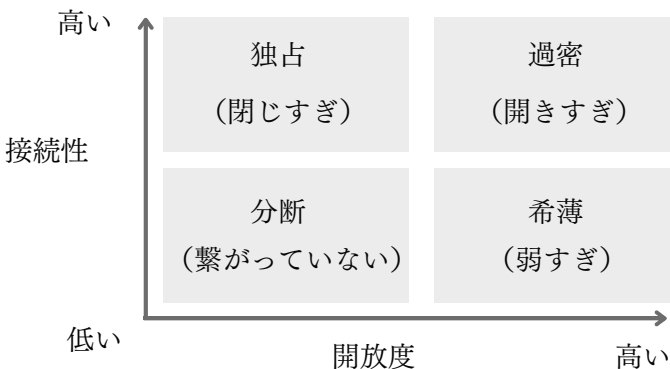 高い
独占
(閉じすぎ)
過密
(開きすぎ)
接続性
分断
(繋がっていない)
希薄
(弱すぎ)
低い
開放度
高い